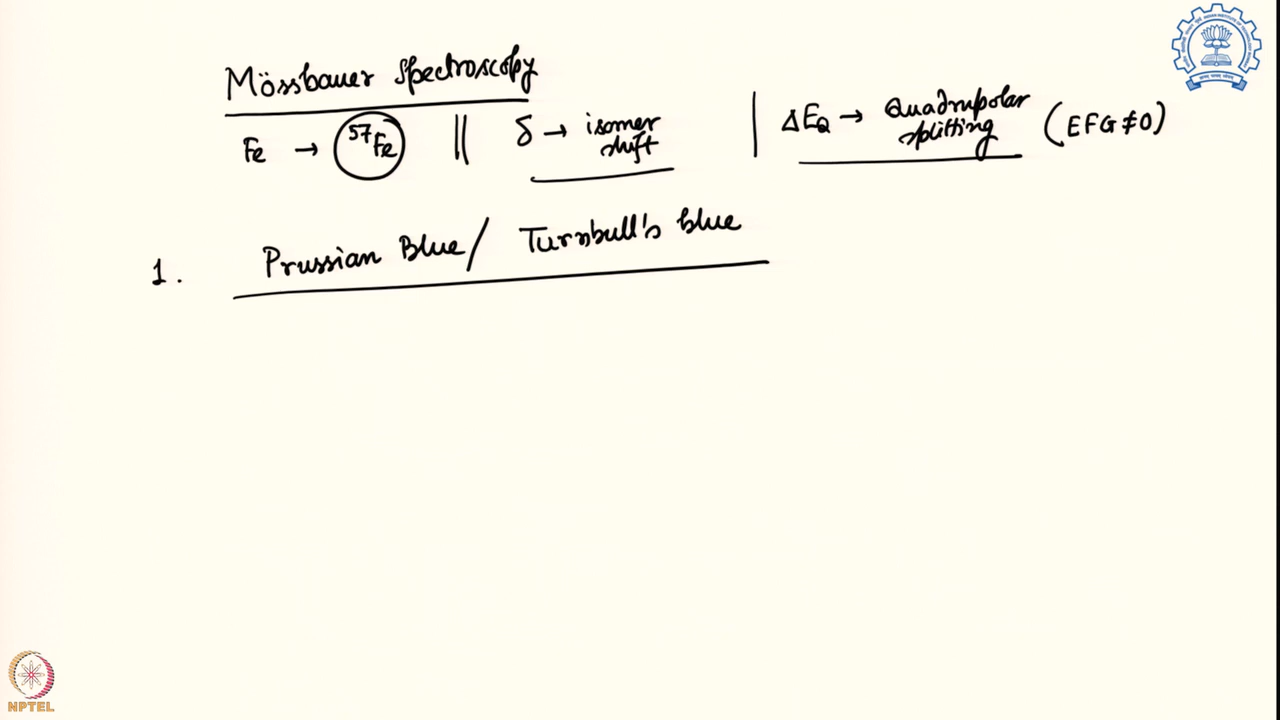 Mössbauer Spectroscopy
Fe → ⁵⁷Fe || δ → isomer shift | ΔEQ → Quadrupolar splitting (EFG ≠ 0)
1. Prussian Blue / Turnbull's blue
NPTEL